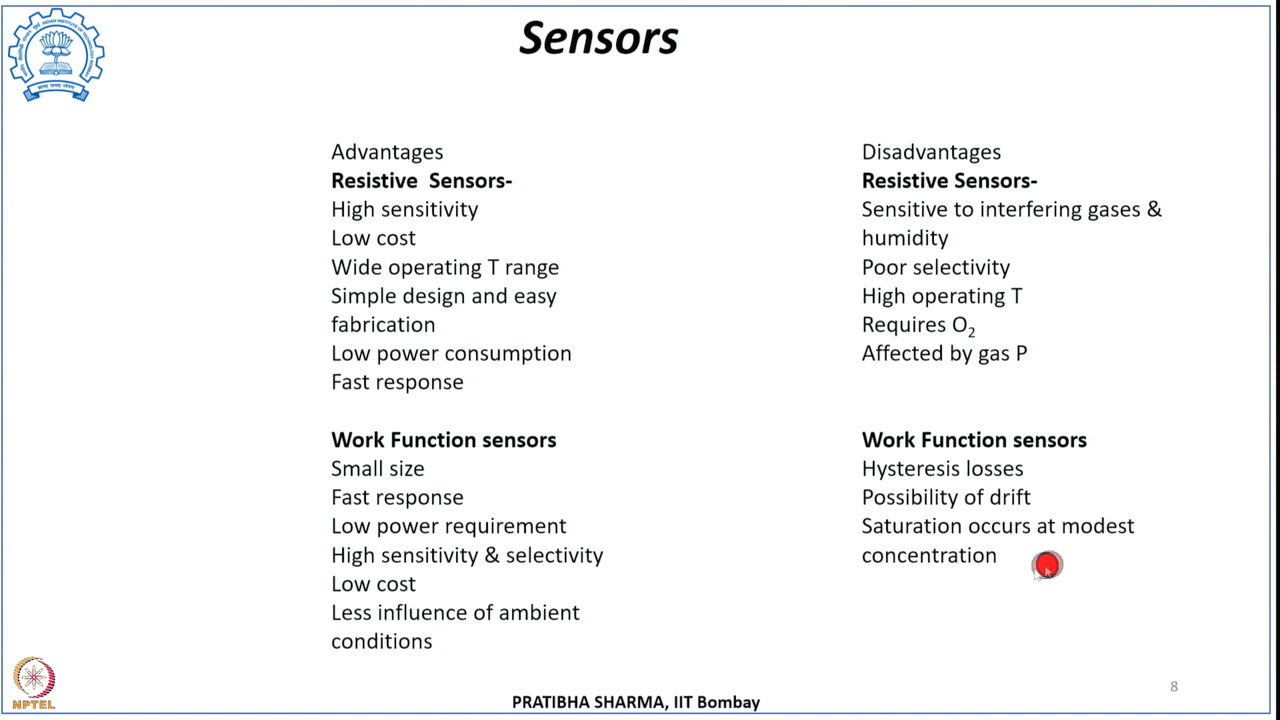 Sensors
Advantages
Resistive Sensors-
High sensitivity
Low cost
Wide operating T range
Simple design and easy
fabrication
Low power consumption
Fast response
Work Function sensors
Small size
Fast response
Low power requirement
High sensitivity & selectivity
Low cost
Less influence of ambient
conditions
Disadvantages
Resistive Sensors-
Sensitive to interfering gases &
humidity
Poor selectivity
High operating T
Requires O₂
Affected by gas P
Work Function sensors
Hysteresis losses
Possibility of drift
Saturation occurs at modest
concentration
NPTEL
PRATIBHA SHARMA, IIT Bombay
8